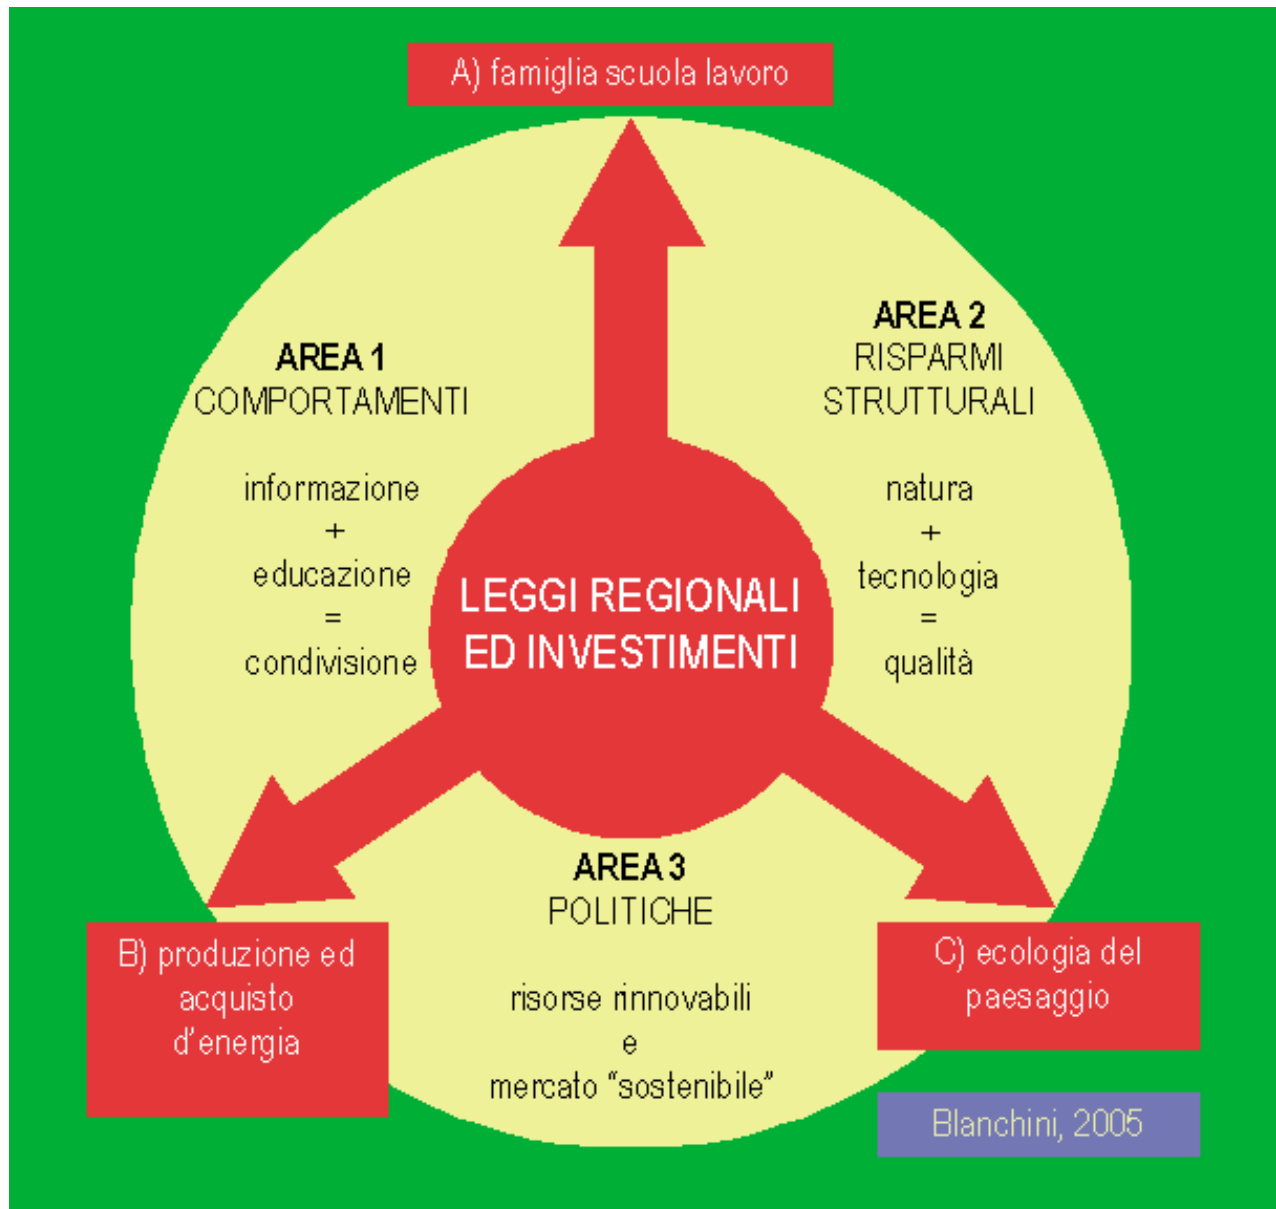 A) famiglia scuola lavoro
AREA 1
COMPORTAMENTI
informazione
+
educazione
=
condivisione
AREA 2
RISPARMI
STRUTTURALI
natura
+
tecnologia
=
qualità
LEGGI REGIONALI
ED INVESTIMENTI
AREA 3
POLITICHE
risorse rinnovabili
e
mercato “sostenibile”
B) produzione ed
acquisto
d’energia
C) ecologia del
paesaggio
Blanchini, 2005